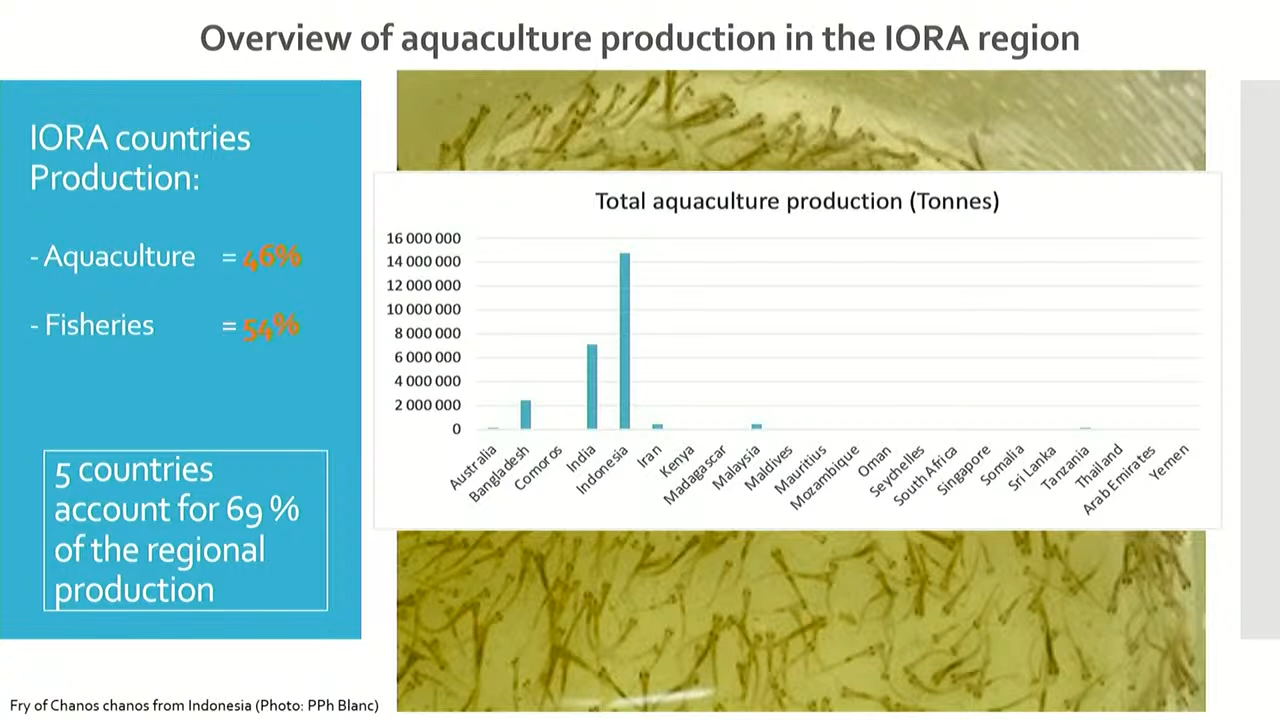 Overview of aquaculture production in the IORA region
IORA countries
Production:
- Aquaculture = 46%
- Fisheries = 54%
5 countries
account for 69 %
of the regional
production
Total aquaculture production (Tonnes)
16 000 000
14 000 000
12 000 000
10 000 000
8 000 000
6 000 000
4 000 000
2 000 000
0
Australia
Bangladesh
Comoros
India
Indonesia
Iran
Kenya
Madagascar
Malaysia
Maldives
Mauritius
Mozambique
Oman
Seychelles
South Africa
Singapore
Somalia
Sri Lanka
Tanzania
Thailand
Arab Emirates
Yemen
Fry of Chanos chanos from Indonesia (Photo: PPh Blanc)